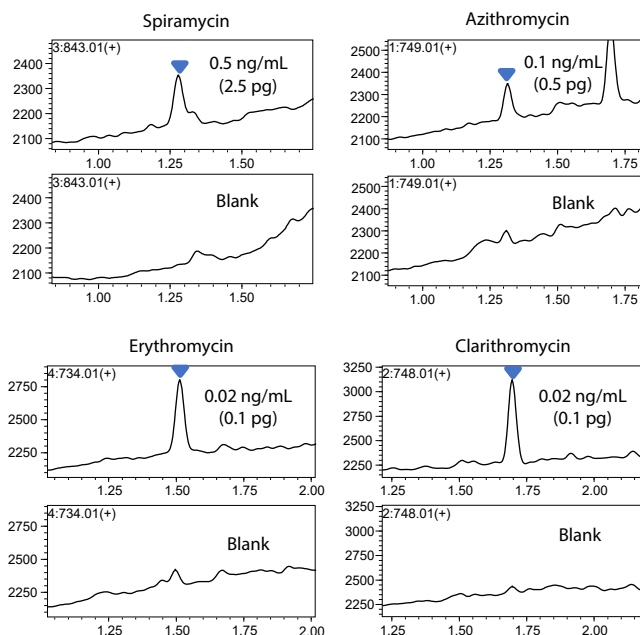 Spiramycin
3:843.01(+)
0.5 ng/mL
(2.5 pg)
2400
2300
2200
2100
1.00 1.25 1.50
3:843.01(+)
Blank
2400
2300
2200
2100
1.00 1.25 1.50
Azithromycin
1:749.01(+)
0.1 ng/mL
(0.5 pg)
2500
2400
2300
2200
2100
1.00 1.25 1.50 1.75
1:749.01(+)
Blank
2500
2400
2300
2200
2100
1.00 1.25 1.50 1.75
Erythromycin
4:734.01(+)
0.02 ng/mL
(0.1 pg)
2750
2500
2250
1.25 1.50 1.75 2.00
4:734.01(+)
Blank
2750
2500
2250
1.25 1.50 1.75 2.00
Clarithromycin
2:748.01(+)
0.02 ng/mL
(0.1 pg)
3250
3000
2750
2500
2250
1.25 1.50 1.75 2.00
2:748.01(+)
Blank
3250
3000
2750
2500
2250
1.25 1.50 1.75 2.00